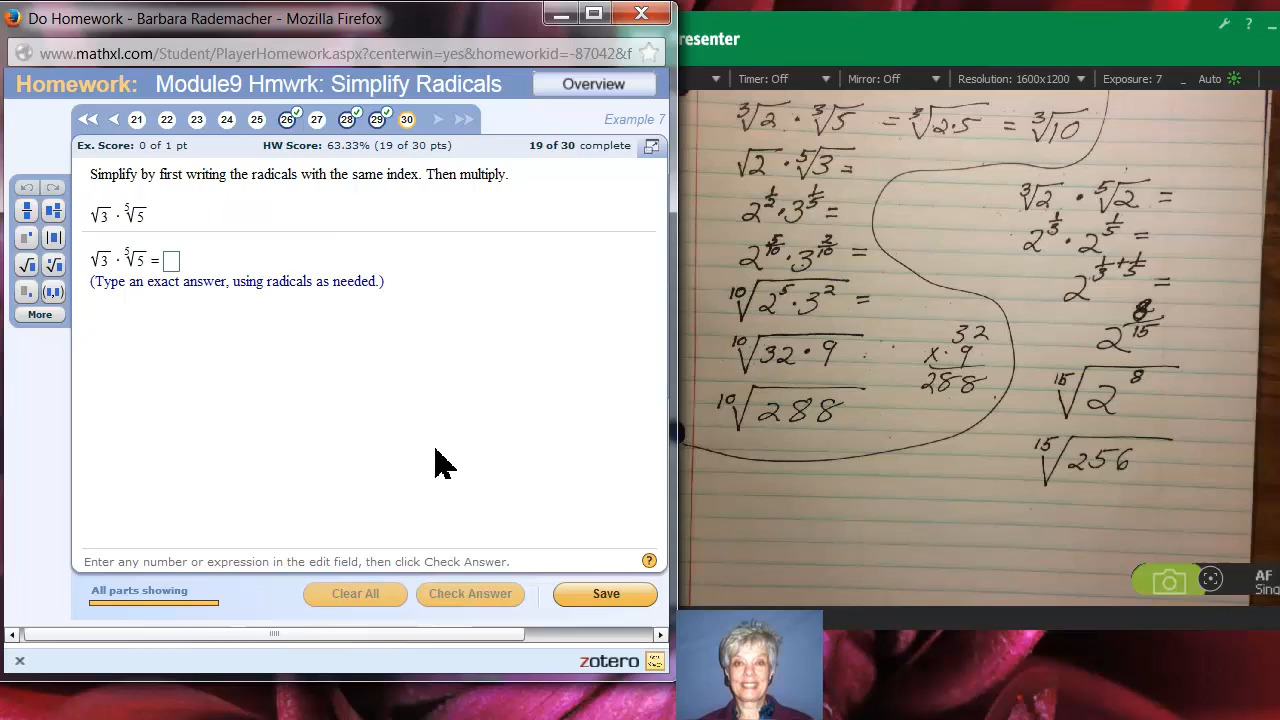 Do Homework - Barbara Rademacher - Mozilla Firefox
www.mathxl.com/Student/PlayerHomework.aspx?centerwin=yes&homeworkid=-87042&f
Homework: Module9 Hmwrk: Simplify Radicals
Overview
21 22 23 24 25 26 27 28 29 30
Example 7
Ex. Score: 0 of 1 pt HW Score: 63.33% (19 of 30 pts) 19 of 30 complete
Simplify by first writing the radicals with the same index. Then multiply.
√3 · ⁵√5
√3 · ⁵√5 =
(Type an exact answer, using radicals as needed.)
More
Enter any number or expression in the edit field, then click Check Answer.
?
All parts showing
Clear All
Check Answer
Save
x
zotero
resenter
?
Timer: Off Mirror: Off Resolution: 1600x1200 Exposure: 7 Auto
³√2 · ³√5 = ³√2·5 = ³√10
√2 · ⁵√3 =
2^1/2 · 3^1/5 =
2^5/10 · 3^2/10 =
¹⁰√2⁵ · 3² =
¹⁰√32 · 9
¹⁰√288
32
x · 9
288
³√2 · ⁵√2 =
2^1/3 · 2^1/5 =
2^1/3 + 1/5 =
2^8/15
¹⁵√2⁸
¹⁵√256
AF
Sing